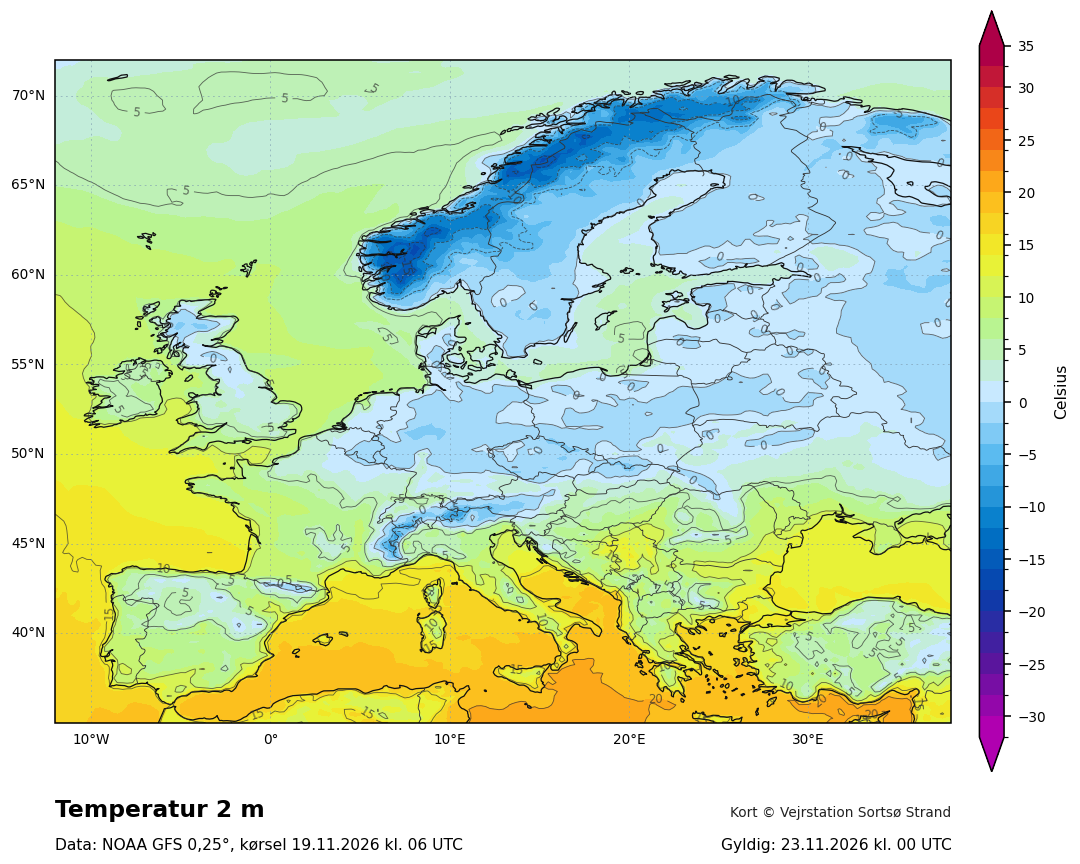 70°N
65°N
60°N
55°N
50°N
45°N
40°N
10°W
0°
10°E
20°E
30°E
35
30
25
20
15
10
5
0
−5
−10
−15
−20
−25
−30
Celsius
Temperatur 2 m
Kort © Vejrstation Sortsø Strand
Data: NOAA GFS 0,25°, kørsel 19.11.2026 kl. 06 UTC
Gyldig: 23.11.2026 kl. 00 UTC